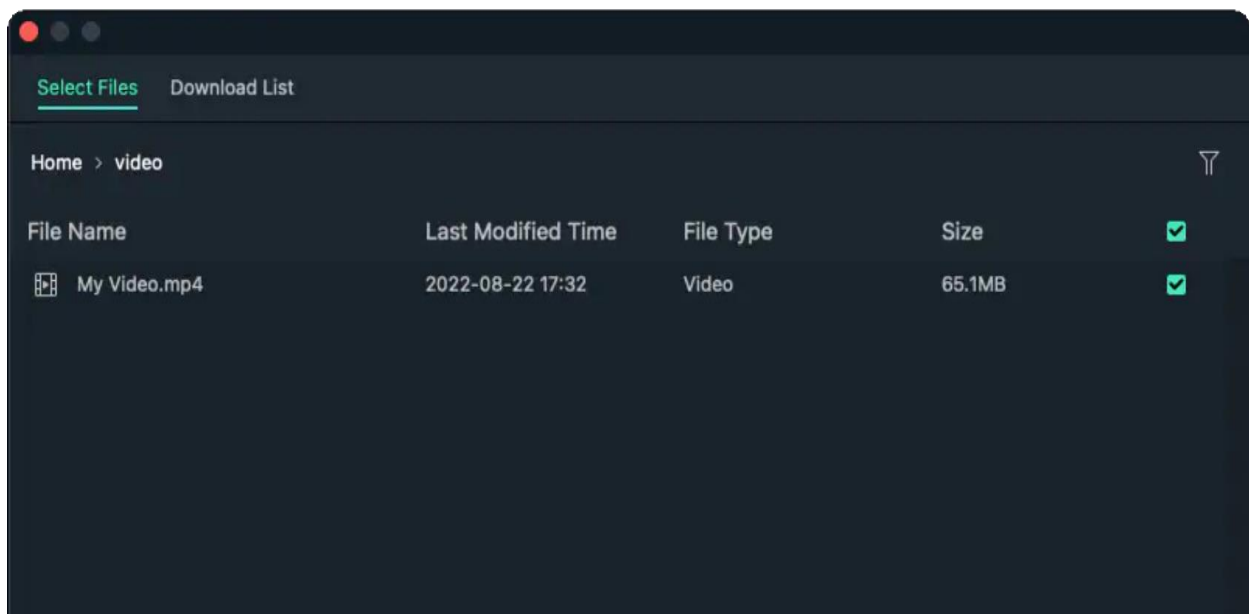 Select Files Download List
Home > video
File Name Last Modified Time File Type Size
My Video.mp4 2022-08-22 17:32 Video 65.1MB